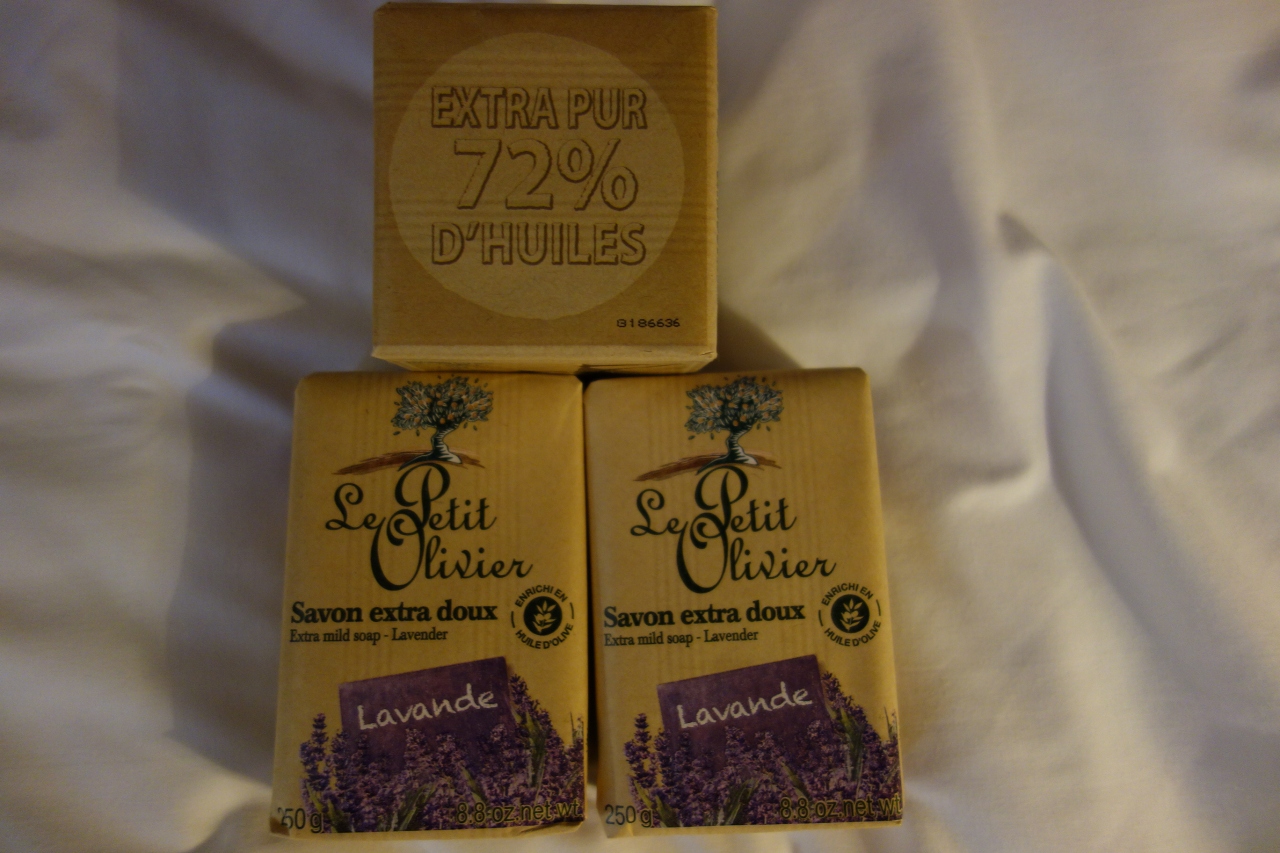 EXTRA PUR
72%
D'HUILES
B186636
Le Petit
Olivier
Savon extra doux
Extra mild soap - Lavender
ENRICHI EN
HUILE D'OLIVE
Lavande
50 g 8.8 oz.net wt
Le Petit
Olivier
Savon extra doux
Extra mild soap - Lavender
ENRICHI EN
HUILE D'OLIVE
Lavande
250 g 8.8 oz.net wt